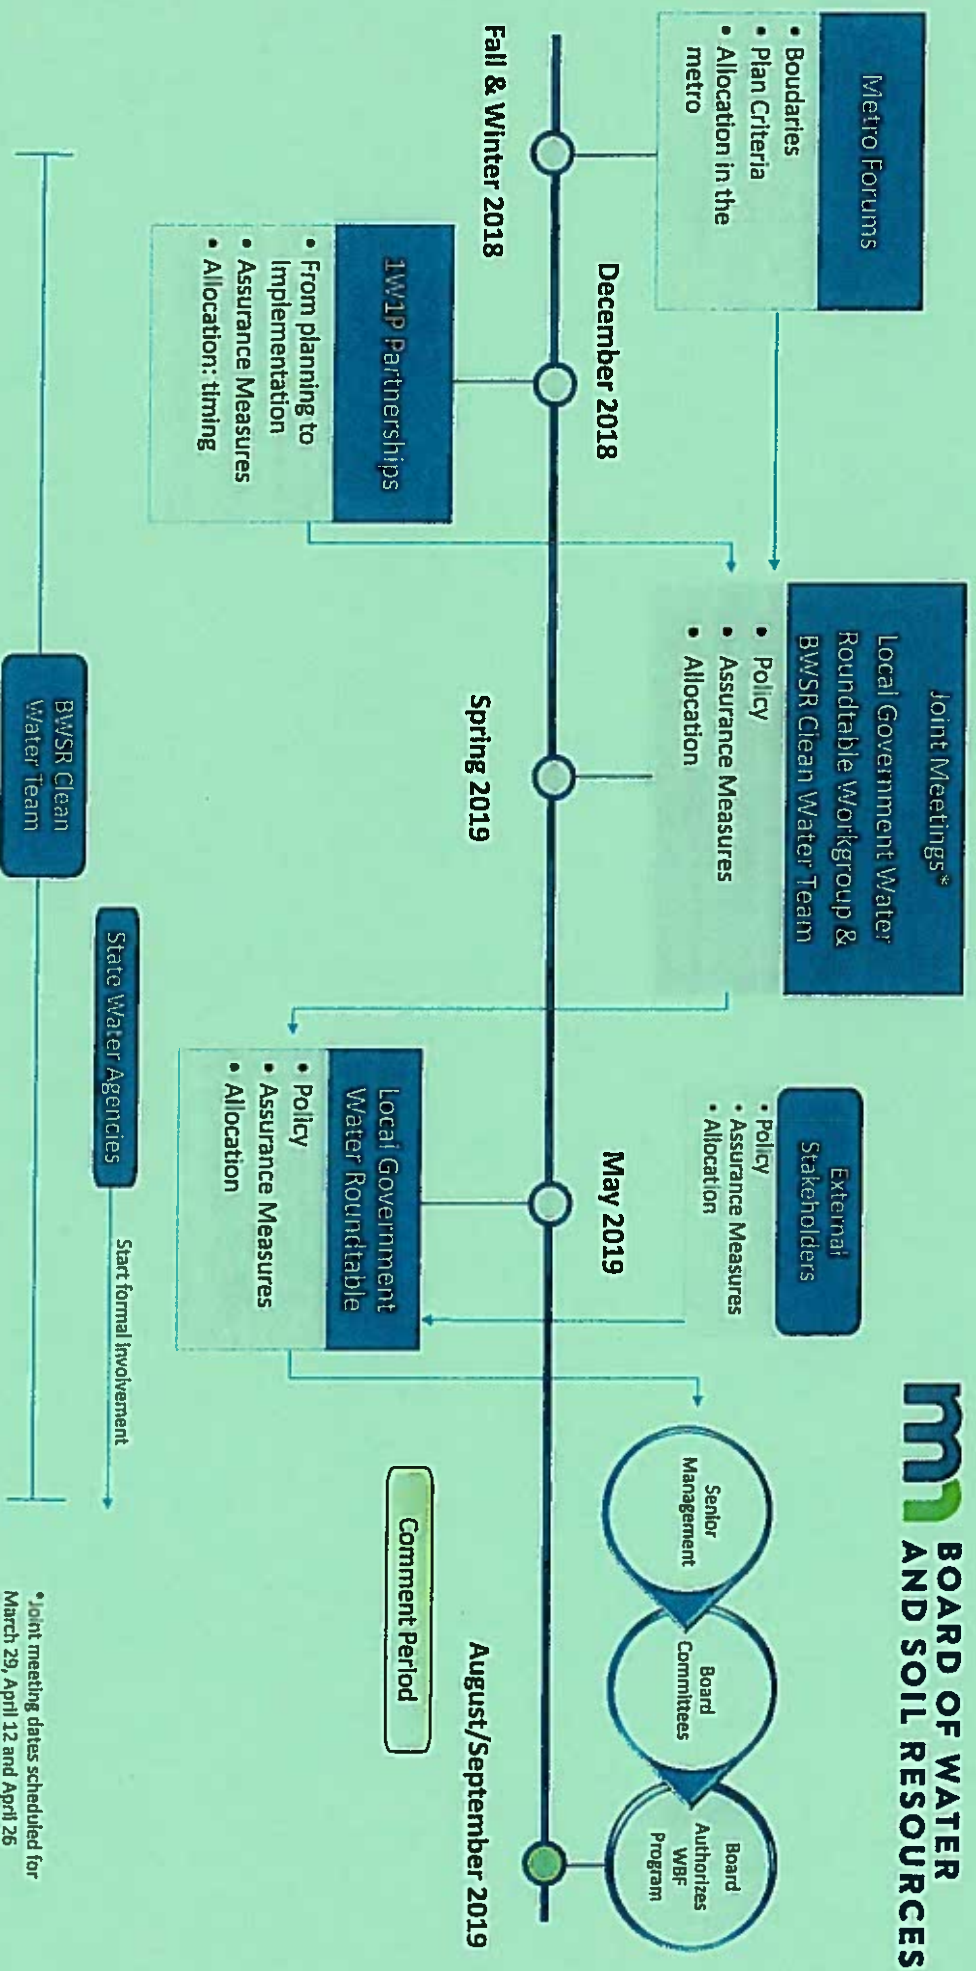 BOARD OF WATER
AND SOIL RESOURCES
Metro Forums
• Boudaries
• Plan Criteria
• Allocation in the
metro
Joint Meetings*
Local Government Water
Roundtable Workgroup &
BWSR Clean Water Team
• Policy
• Assurance Measures
• Allocation
External
Stakeholders
• Policy
• Assurance Measures
• Allocation
Senior
Management
Board
Committees
Board
Authorizes
WBF
Program
Fall & Winter 2018
December 2018
Spring 2019
May 2019
August/September 2019
1W1P Partnerships
• From planning to
Implementation
• Assurance Measures
• Allocation: timing
Local Government
Water Roundtable
• Policy
• Assurance Measures
• Allocation
Comment Period
State Water Agencies
Start formal involvement
BWSR Clean
Water Team
*Joint meeting dates scheduled for
March 29, April 12 and April 26